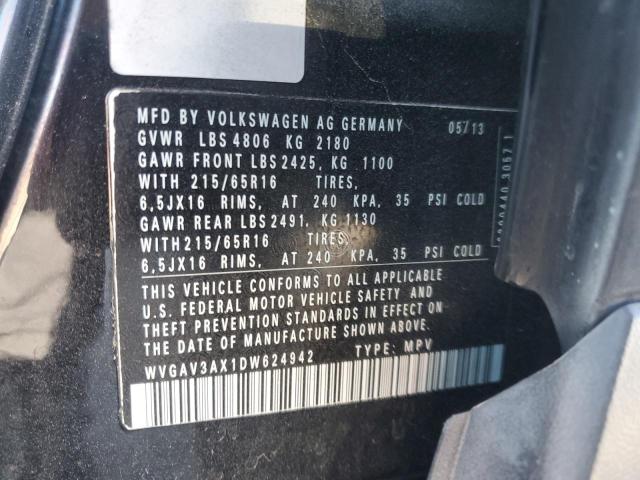 MFD BY VOLKSWAGEN AG GERMANY 05/13
GVWR LBS 4806 KG 2180
GAWR FRONT LBS 2425, KG 1100
WITH 215/65R16 TIRES,
6,5JX16 RIMS, AT 240 KPA, 35 PSI COLD
GAWR REAR LBS 2491, KG 1130
WITH 215/65R16 TIRES,
6,5JX16 RIMS, AT 240 KPA, 35 PSI COLD
THIS VEHICLE CONFORMS TO ALL APPLICABLE
U.S. FEDERAL MOTOR VEHICLE SAFETY AND
THEFT PREVENTION STANDARDS IN EFFECT ON
THE DATE OF MANUFACTURE SHOWN ABOVE.
WVGAV3AX1DW624942 TYPE: MPV